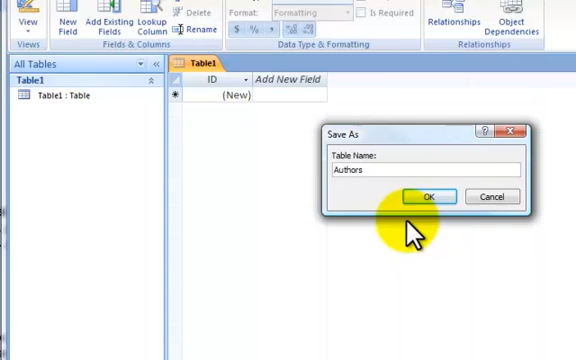 View
New Field
Add Existing Fields
Lookup Column
Delete
Rename
Format: Formatting
Is Required
$ % ,
Relationships
Object Dependencies
Views
Fields & Columns
Data Type & Formatting
Relationships
All Tables
«
Table1
Table1
Table1 : Table
ID
Add New Field
(New)
Save As
?
Table Name:
Authors
OK
Cancel